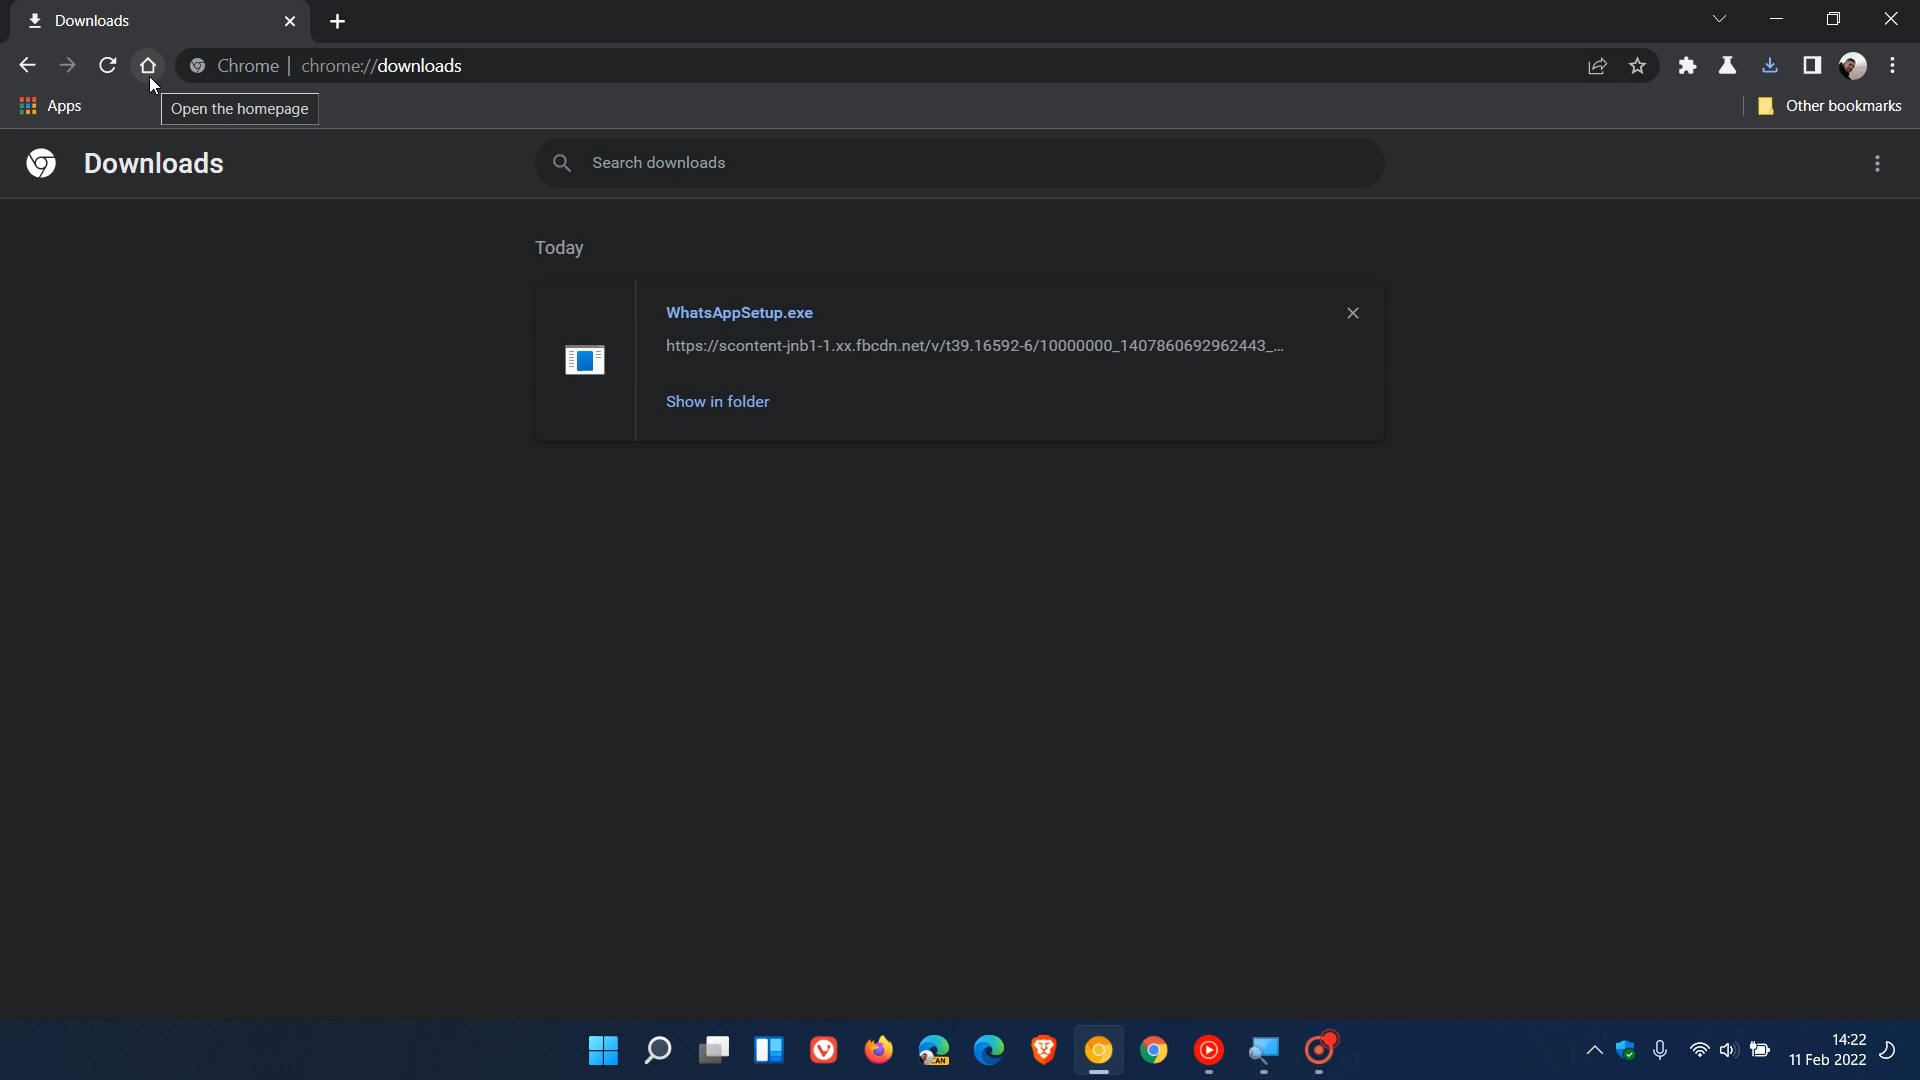 Downloads
Chrome | chrome://downloads
Apps
Open the homepage
Other bookmarks
Downloads
Search downloads
Today
WhatsAppSetup.exe
https://scontent-jnb1-1.xx.fbcdn.net/v/t39.16592-6/10000000_1407860692962443_...
Show in folder
CAN
14:22
11 Feb 2022